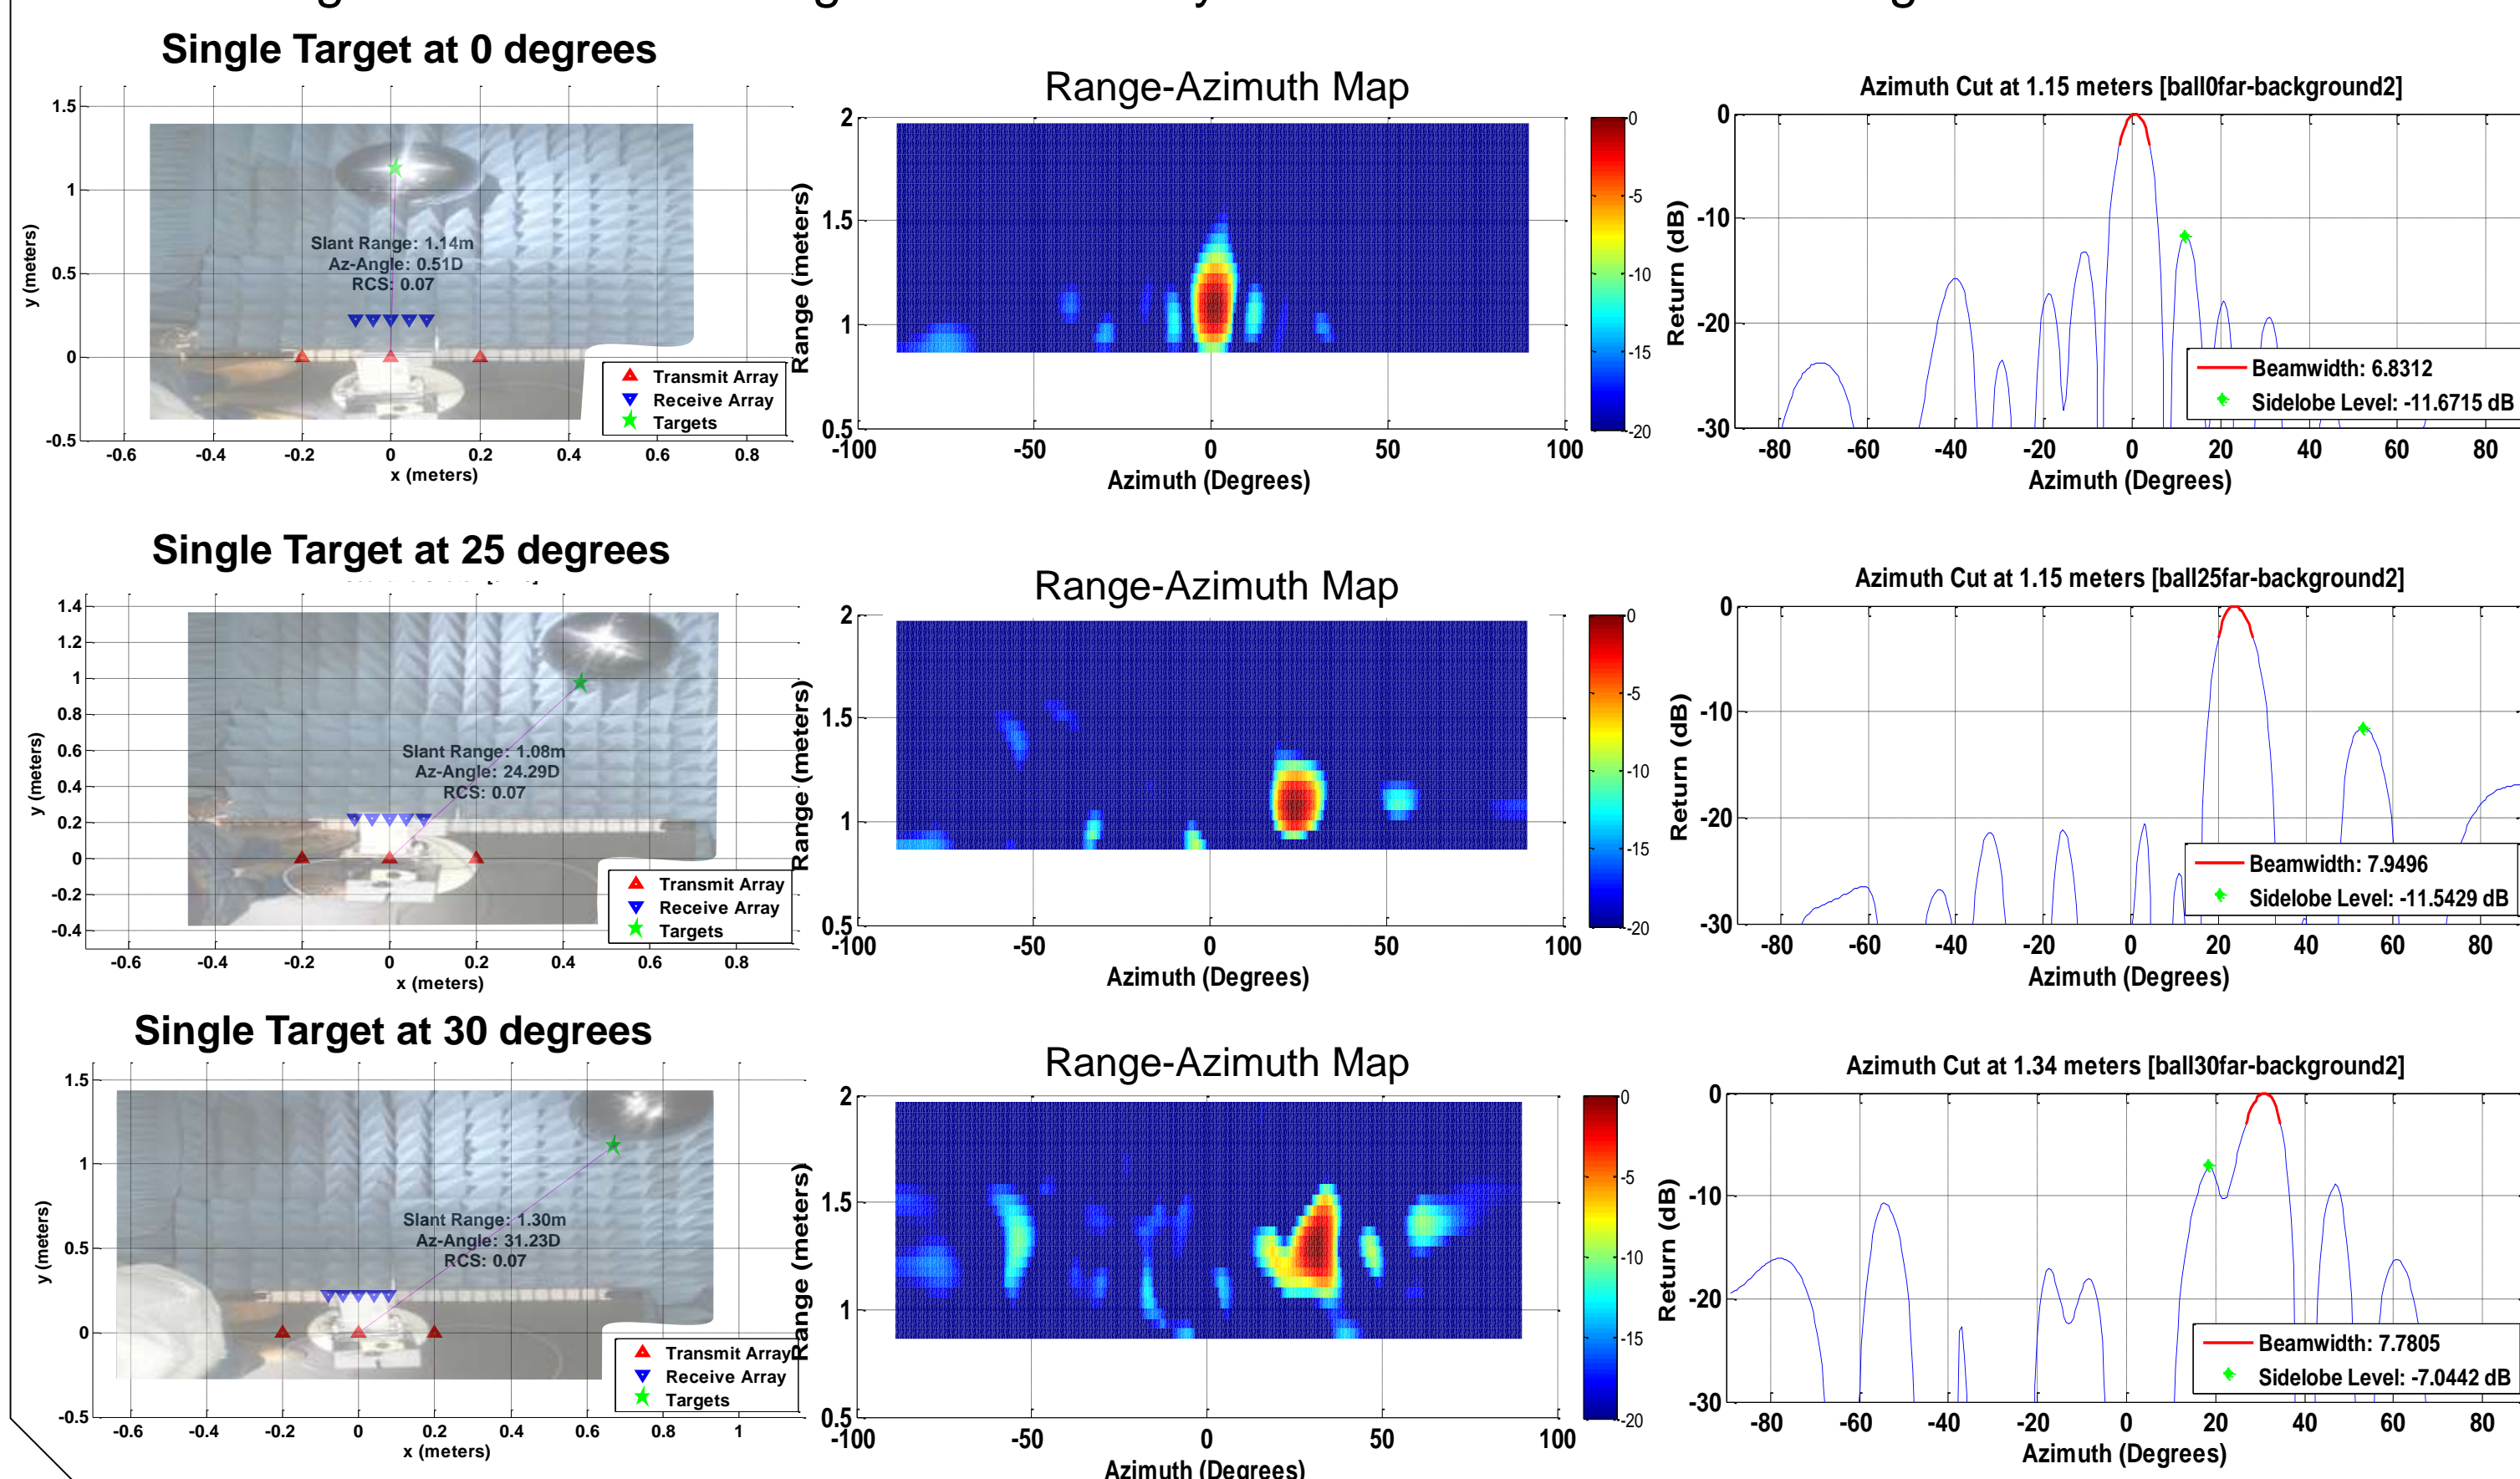 Single Target at 0 degrees
1.5
1
0.5
0
-0.5
y (meters)
Slant Range: 1.14m
Az-Angle: 0.51D
RCS: 0.07
Transmit Array
Receive Array
Targets
-0.6 -0.4 -0.2 0 0.2 0.4 0.6 0.8
x (meters)
Range-Azimuth Map
2
1.5
1
0.5
Range (meters)
-100 -50 0 50 100
Azimuth (Degrees)
0
-5
-10
-15
-20
Azimuth Cut at 1.15 meters [ball0far-background2]
0
-10
-20
-30
Return (dB)
Beamwidth: 6.8312
Sidelobe Level: -11.6715 dB
-80 -60 -40 -20 0 20 40 60 80
Azimuth (Degrees)
Single Target at 25 degrees
1.4
1.2
1
0.8
0.6
0.4
0.2
0
-0.2
-0.4
y (meters)
Slant Range: 1.08m
Az-Angle: 24.29D
RCS: 0.07
Transmit Array
Receive Array
Targets
-0.6 -0.4 -0.2 0 0.2 0.4 0.6 0.8
x (meters)
Range-Azimuth Map
2
1.5
1
0.5
Range (meters)
-100 -50 0 50 100
Azimuth (Degrees)
0
-5
-10
-15
-20
Azimuth Cut at 1.15 meters [ball25far-background2]
0
-10
-20
-30
Return (dB)
Beamwidth: 7.9496
Sidelobe Level: -11.5429 dB
-80 -60 -40 -20 0 20 40 60 80
Azimuth (Degrees)
Single Target at 30 degrees
1.5
1
0.5
0
-0.5
y (meters)
Slant Range: 1.30m
Az-Angle: 31.23D
RCS: 0.07
Transmit Array
Receive Array
Targets
-0.6 -0.4 -0.2 0 0.2 0.4 0.6 0.8 1
x (meters)
Range-Azimuth Map
2
1.5
1
0.5
Range (meters)
-100 -50 0 50 100
Azimuth (Degrees)
0
-5
-10
-15
-20
Azimuth Cut at 1.34 meters [ball30far-background2]
0
-10
-20
-30
Return (dB)
Beamwidth: 7.7805
Sidelobe Level: -7.0442 dB
-80 -60 -40 -20 0 20 40 60 80
Azimuth (Degrees)